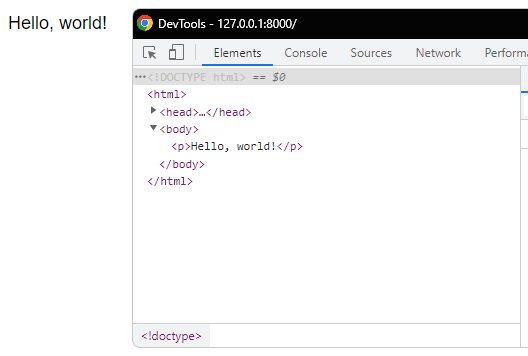 Hello, world!
DevTools - 127.0.0.1:8000/
Elements Console Sources Network Performa
···<!DOCTYPE html> == $0
<html>
<head>…</head>
<body>
<p>Hello, world!</p>
</body>
</html>
<!doctype>